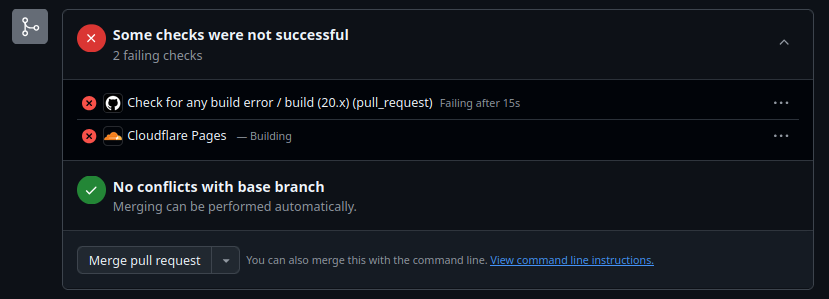 Some checks were not successful
2 failing checks
Check for any build error / build (20.x) (pull_request) Failing after 15s
Cloudflare Pages — Building
No conflicts with base branch
Merging can be performed automatically.
Merge pull request You can also merge this with the command line. View command line instructions.